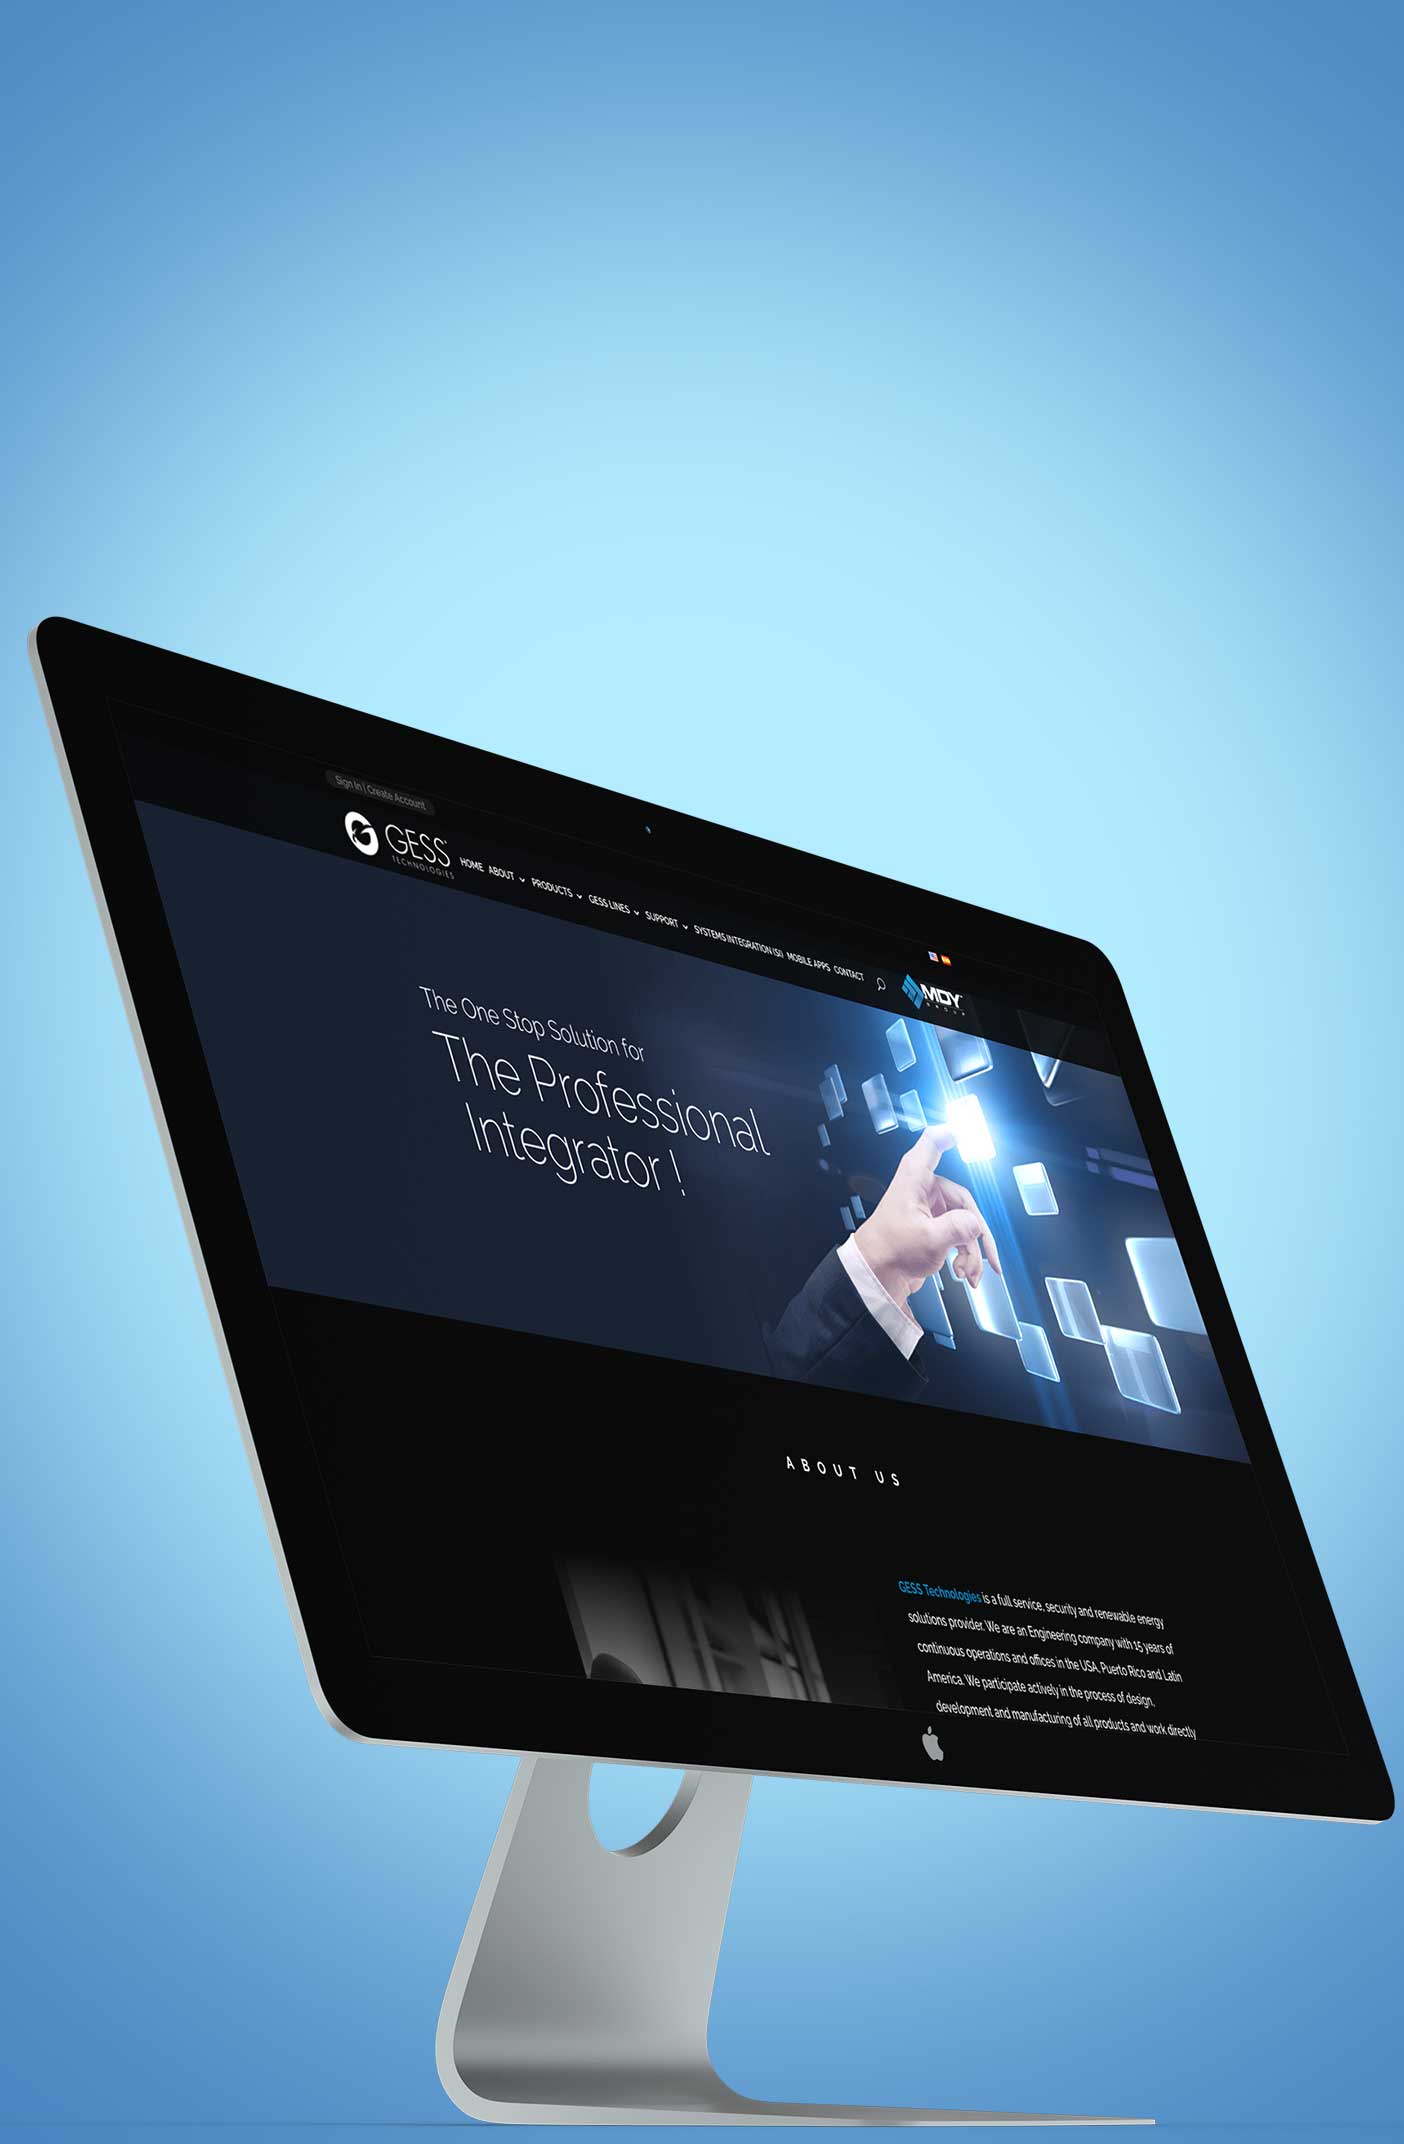 Sign In | Create Account
GESS
TECHNOLOGIES
HOME ABOUT PRODUCTS GESS LINES SUPPORT SYSTEMS INTEGRATION (SI) MOBILE APPS CONTACT
MDY
GROUP
The One Stop Solution for
The Professional
Integrator !
ABOUT US
GESS Technologies is a full service, security and renewable energy
solutions provider. We are an Engineering company with 15 years of
continuous operations and offices in the USA, Puerto Rico and Latin
America. We participate actively in the process of design,
development and manufacturing of all products and work directly